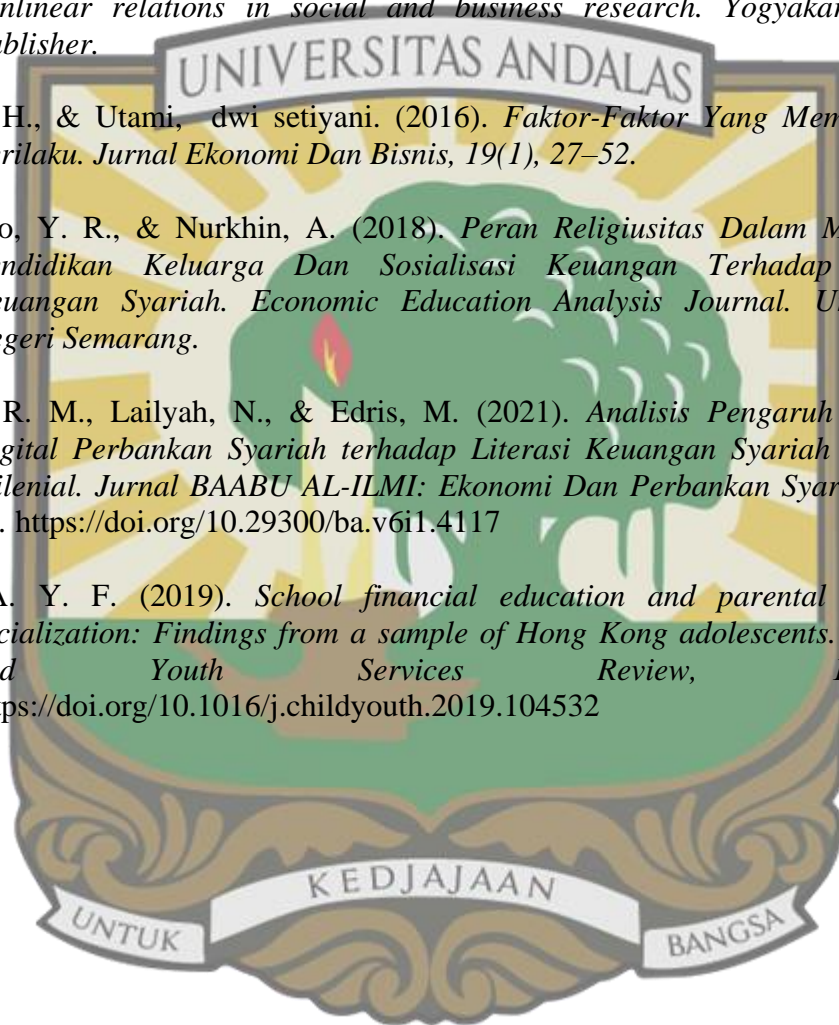 nlinear relations in social and business research. Yogyakar
blisher.
UNIVERSITAS ANDALAS
H., & Utami, dwi setiyani. (2016). Faktor-Faktor Yang Mem
rilaku. Jurnal Ekonomi Dan Bisnis, 19(1), 27–52.
o, Y. R., & Nurkhin, A. (2018). Peran Religiusitas Dalam M
ndidikan Keluarga Dan Sosialisasi Keuangan Terhadap
euangan Syariah. Economic Education Analysis Journal. U
egeri Semarang.
R. M., Lailyah, N., & Edris, M. (2021). Analisis Pengaruh
gital Perbankan Syariah terhadap Literasi Keuangan Syariah
ilenial. Jurnal BAABU AL-ILMI: Ekonomi Dan Perbankan Syar
. https://doi.org/10.29300/ba.v6i1.4117
A. Y. F. (2019). School financial education and parental
cialization: Findings from a sample of Hong Kong adolescents.
d Youth Services Review,
tps://doi.org/10.1016/j.childyouth.2019.104532
KEDJAJAAN
UNTUK BANGSA